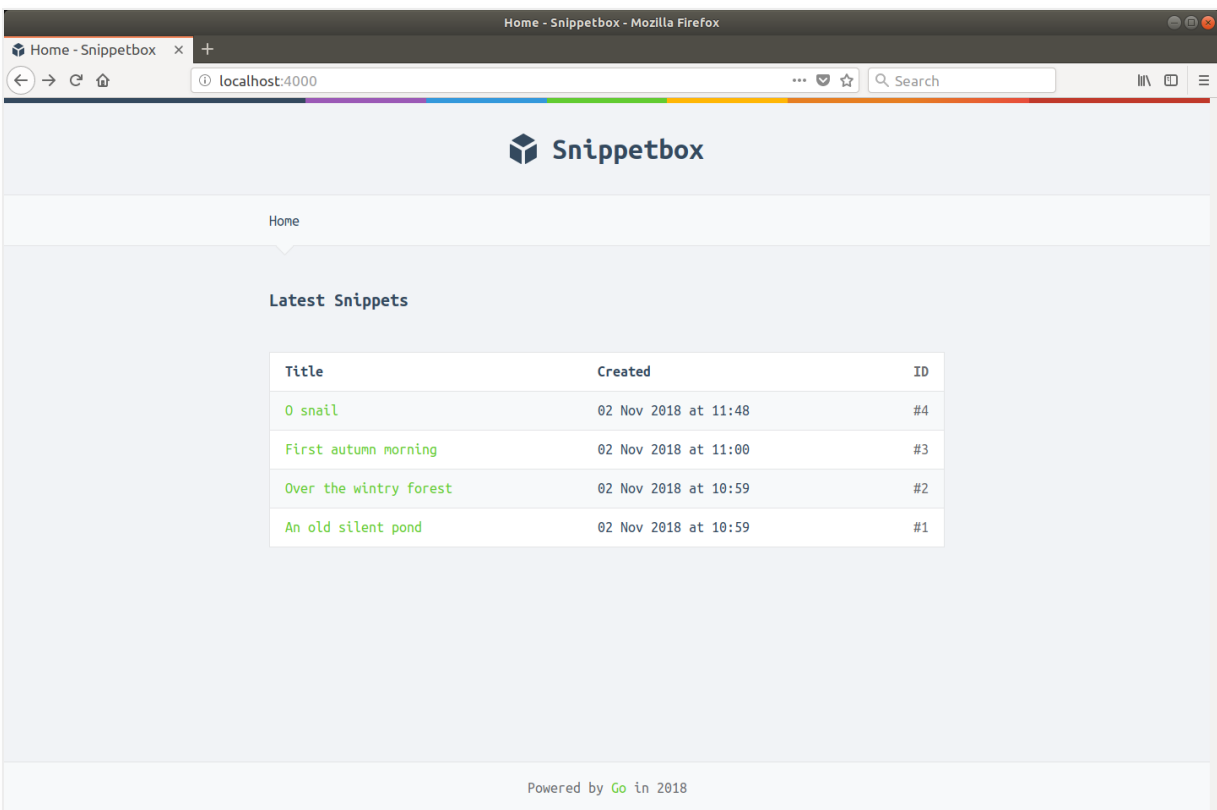 Home - Snippetbox - Mozilla Firefox
Home - Snippetbox
localhost:4000
Search
Snippetbox
Home
Latest Snippets
Title Created ID
O snail 02 Nov 2018 at 11:48 #4
First autumn morning 02 Nov 2018 at 11:00 #3
Over the wintry forest 02 Nov 2018 at 10:59 #2
An old silent pond 02 Nov 2018 at 10:59 #1
Powered by Go in 2018